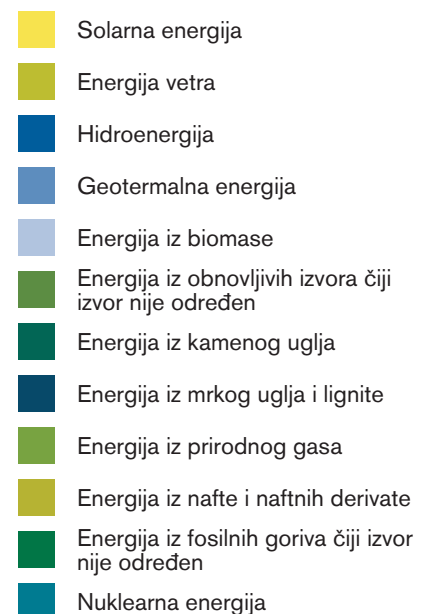 Solarna energija
Energija vetra
Hidroenergija
Geotermalna energija
Energija iz biomase
Energija iz obnovljivih izvora čiji
izvor nije određen
Energija iz kamenog uglja
Energija iz mrkog uglja i lignite
Energija iz prirodnog gasa
Energija iz nafte i naftnih derivate
Energija iz fosilnih goriva čiji izvor
nije određen
Nuklearna energija